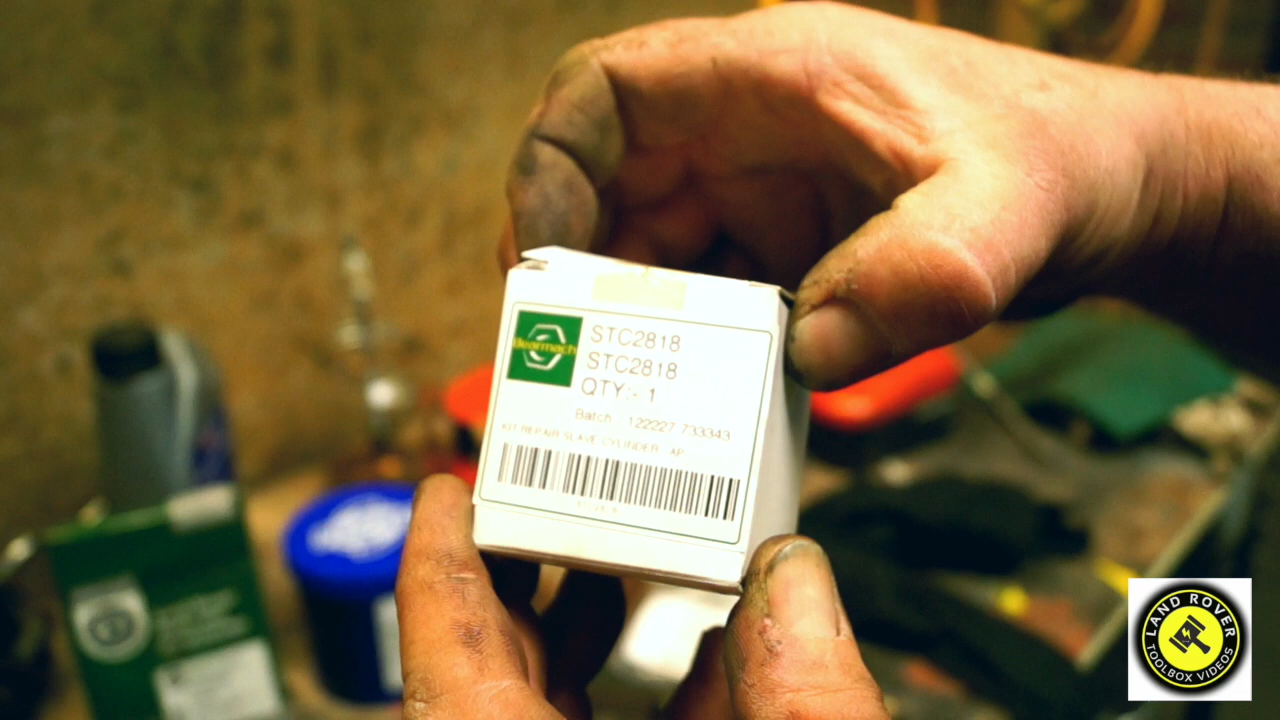 Bearmach
STC2818
STC2818
QTY:- 1
Batch : 122227 733343
KIT REPAIR SLAVE CYLINDER AP
LAND ROVER
TOOLBOX VIDEOS